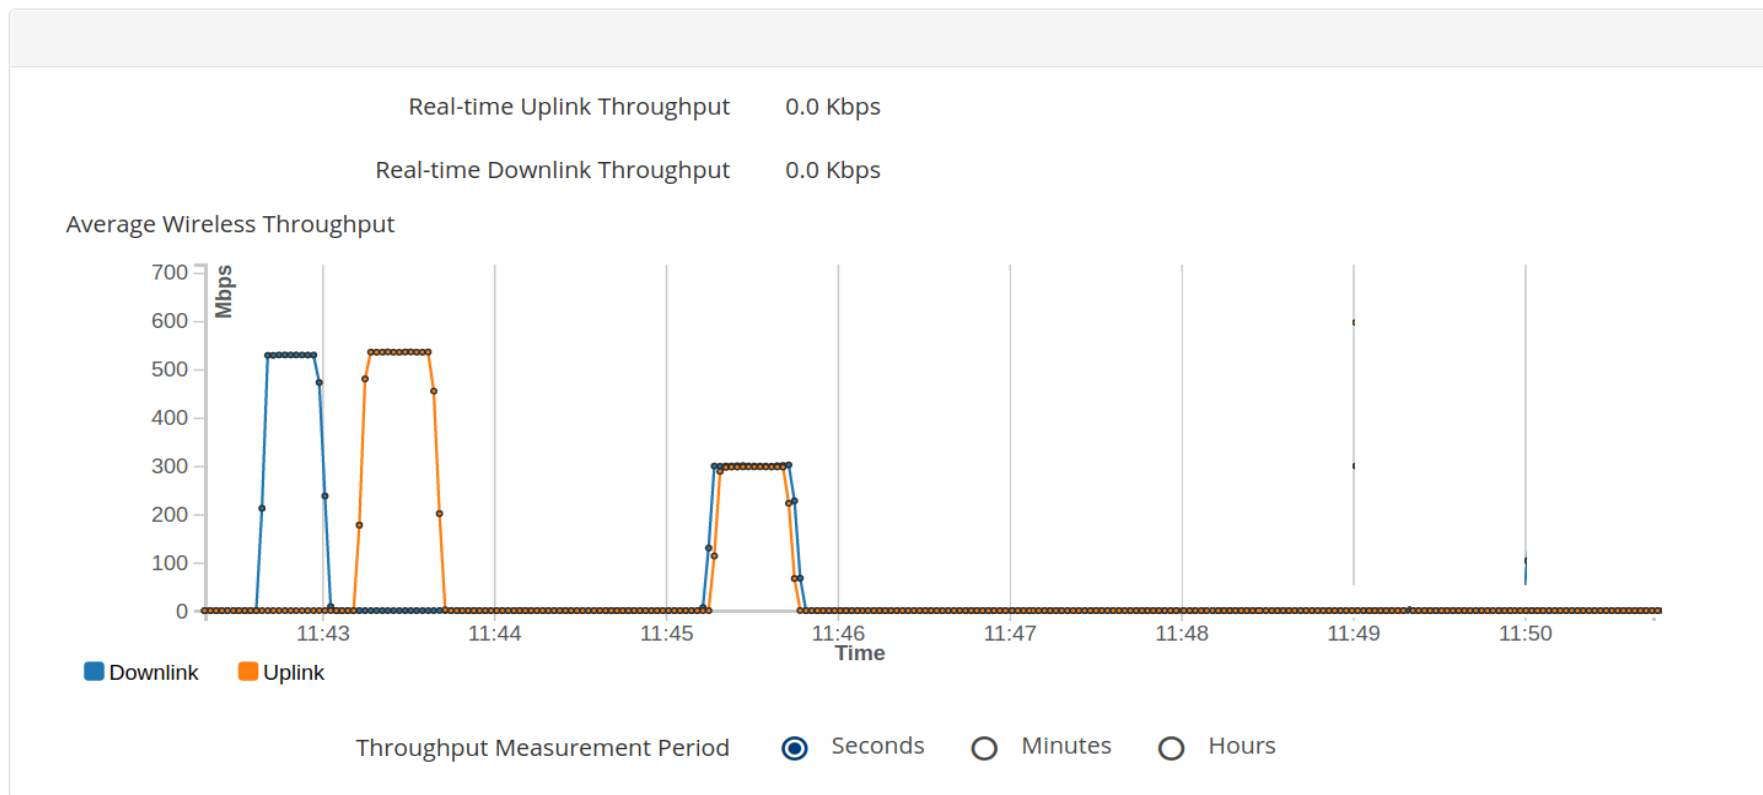 Real-time Uplink Throughput 0.0 Kbps
Real-time Downlink Throughput 0.0 Kbps
Average Wireless Throughput
Mbps
700
600
500
400
300
200
100
0
11:43 11:44 11:45 11:46 11:47 11:48 11:49 11:50
Time
Downlink Uplink
Throughput Measurement Period Seconds Minutes Hours